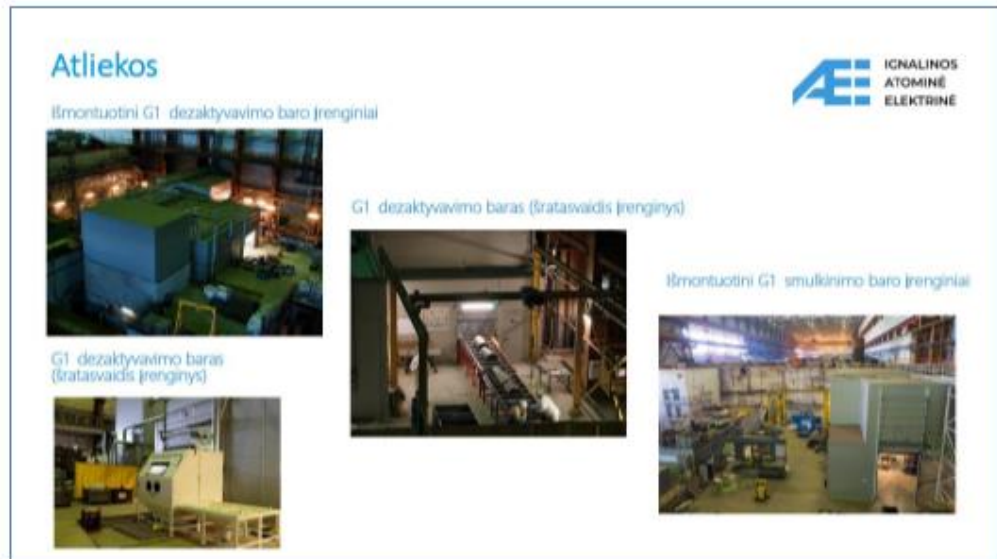 Atliekos
IGNALINOS
ATOMINĖ
ELEKTRINĖ
Išmontuotini G1 dezaktyvavimo baro įrenginiai
G1 dezaktyvavimo baras (šratasvaidis įrenginys)
Išmontuotini G1 smulkinimo baro įrenginiai
G1 dezaktyvavimo baras
(šratasvaidis įrenginys)